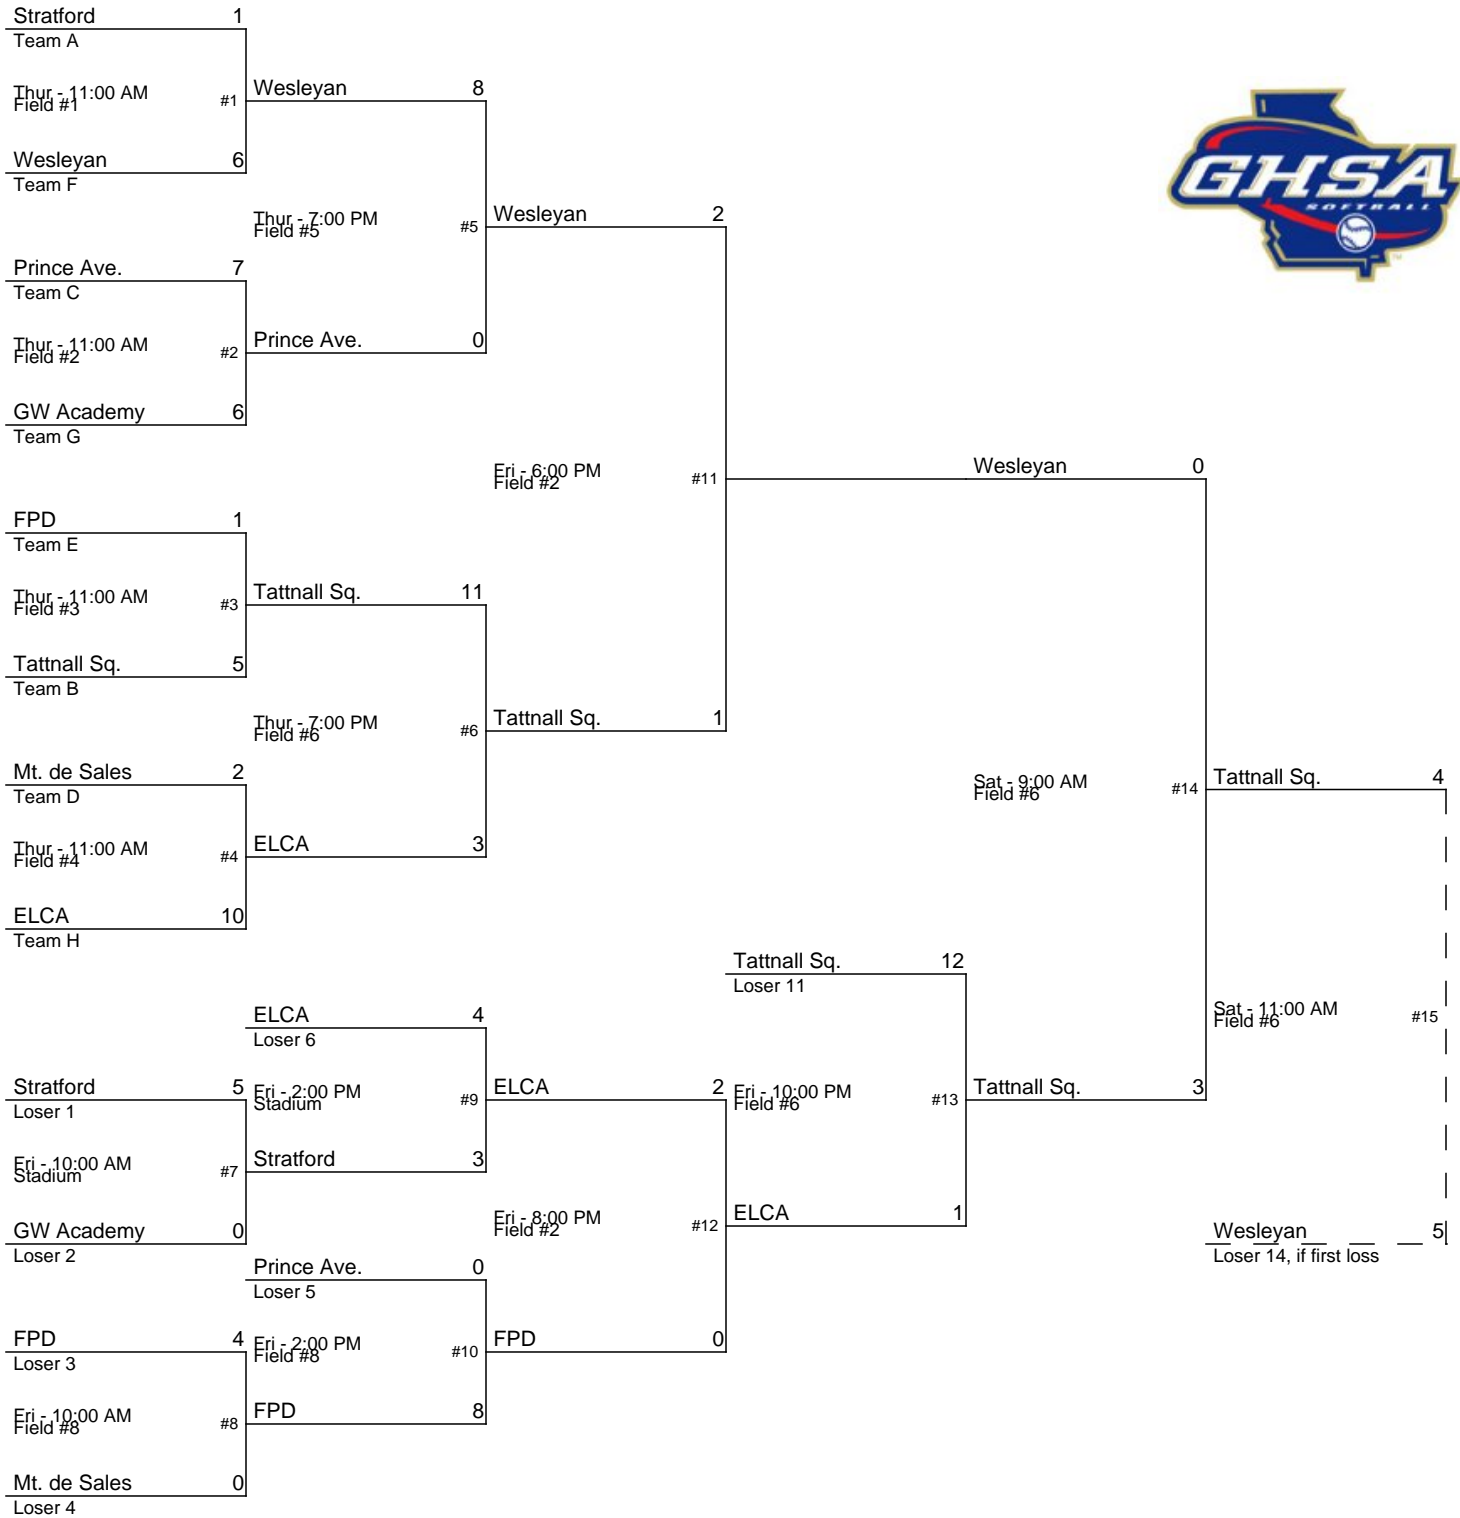 Stratford 1
Team A
Thur - 11:00 AM
Field #1
#1
Wesleyan 6
Team F
Prince Ave. 7
Team C
Thur - 11:00 AM
Field #2
#2
GW Academy 6
Team G
FPD 1
Team E
Thur - 11:00 AM
Field #3
#3
Tattnall Sq. 5
Team B
Mt. de Sales 2
Team D
Thur - 11:00 AM
Field #4
#4
ELCA 10
Team H
Wesleyan 8
Thur - 7:00 PM
Field #5
#5
Prince Ave. 0
Tattnall Sq. 11
Thur - 7:00 PM
Field #6
#6
ELCA 3
Wesleyan 2
Fri - 6:00 PM
Field #2
#11
Tattnall Sq. 1
Stratford 5
Loser 1
Fri - 10:00 AM
Stadium
#7
GW Academy 0
Loser 2
FPD 4
Loser 3
Fri - 10:00 AM
Field #8
#8
Mt. de Sales 0
Loser 4
ELCA 4
Loser 6
Fri - 2:00 PM
Stadium
#9
Stratford 3
Prince Ave. 0
Loser 5
Fri - 2:00 PM
Field #8
#10
FPD 8
ELCA 2
Fri - 8:00 PM
Field #2
#12
FPD 0
Tattnall Sq. 12
Loser 11
Fri - 10:00 PM
Field #6
#13
ELCA 1
Wesleyan 0
Sat - 9:00 AM
Field #6
#14
Tattnall Sq. 3
Tattnall Sq. 4
Sat - 11:00 AM
Field #6
#15
Wesleyan 5
Loser 14, if first loss
GHSA
SOFTBALL
TM